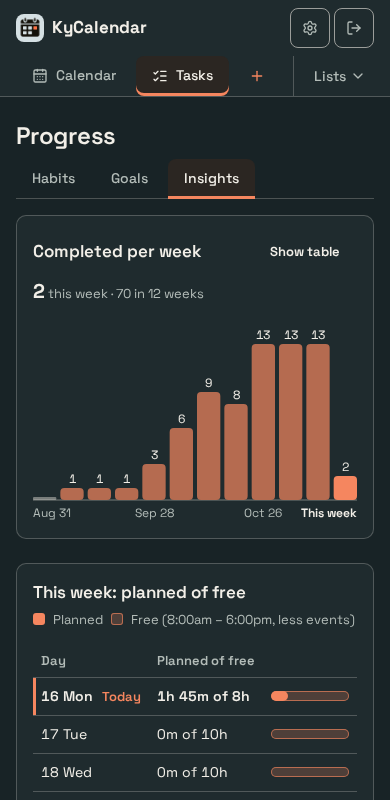 KyCalendar
Calendar Tasks + Lists
Progress
Habits Goals Insights
Completed per week Show table
2 this week · 70 in 12 weeks
13 13 13
9
8
6
3
2
1 1 1
Aug 31 Sep 28 Oct 26 This week
This week: planned of free
Planned Free (8:00am – 6:00pm, less events)
Day Planned of free
16 Mon Today 1h 45m of 8h
17 Tue 0m of 10h
18 Wed 0m of 10h